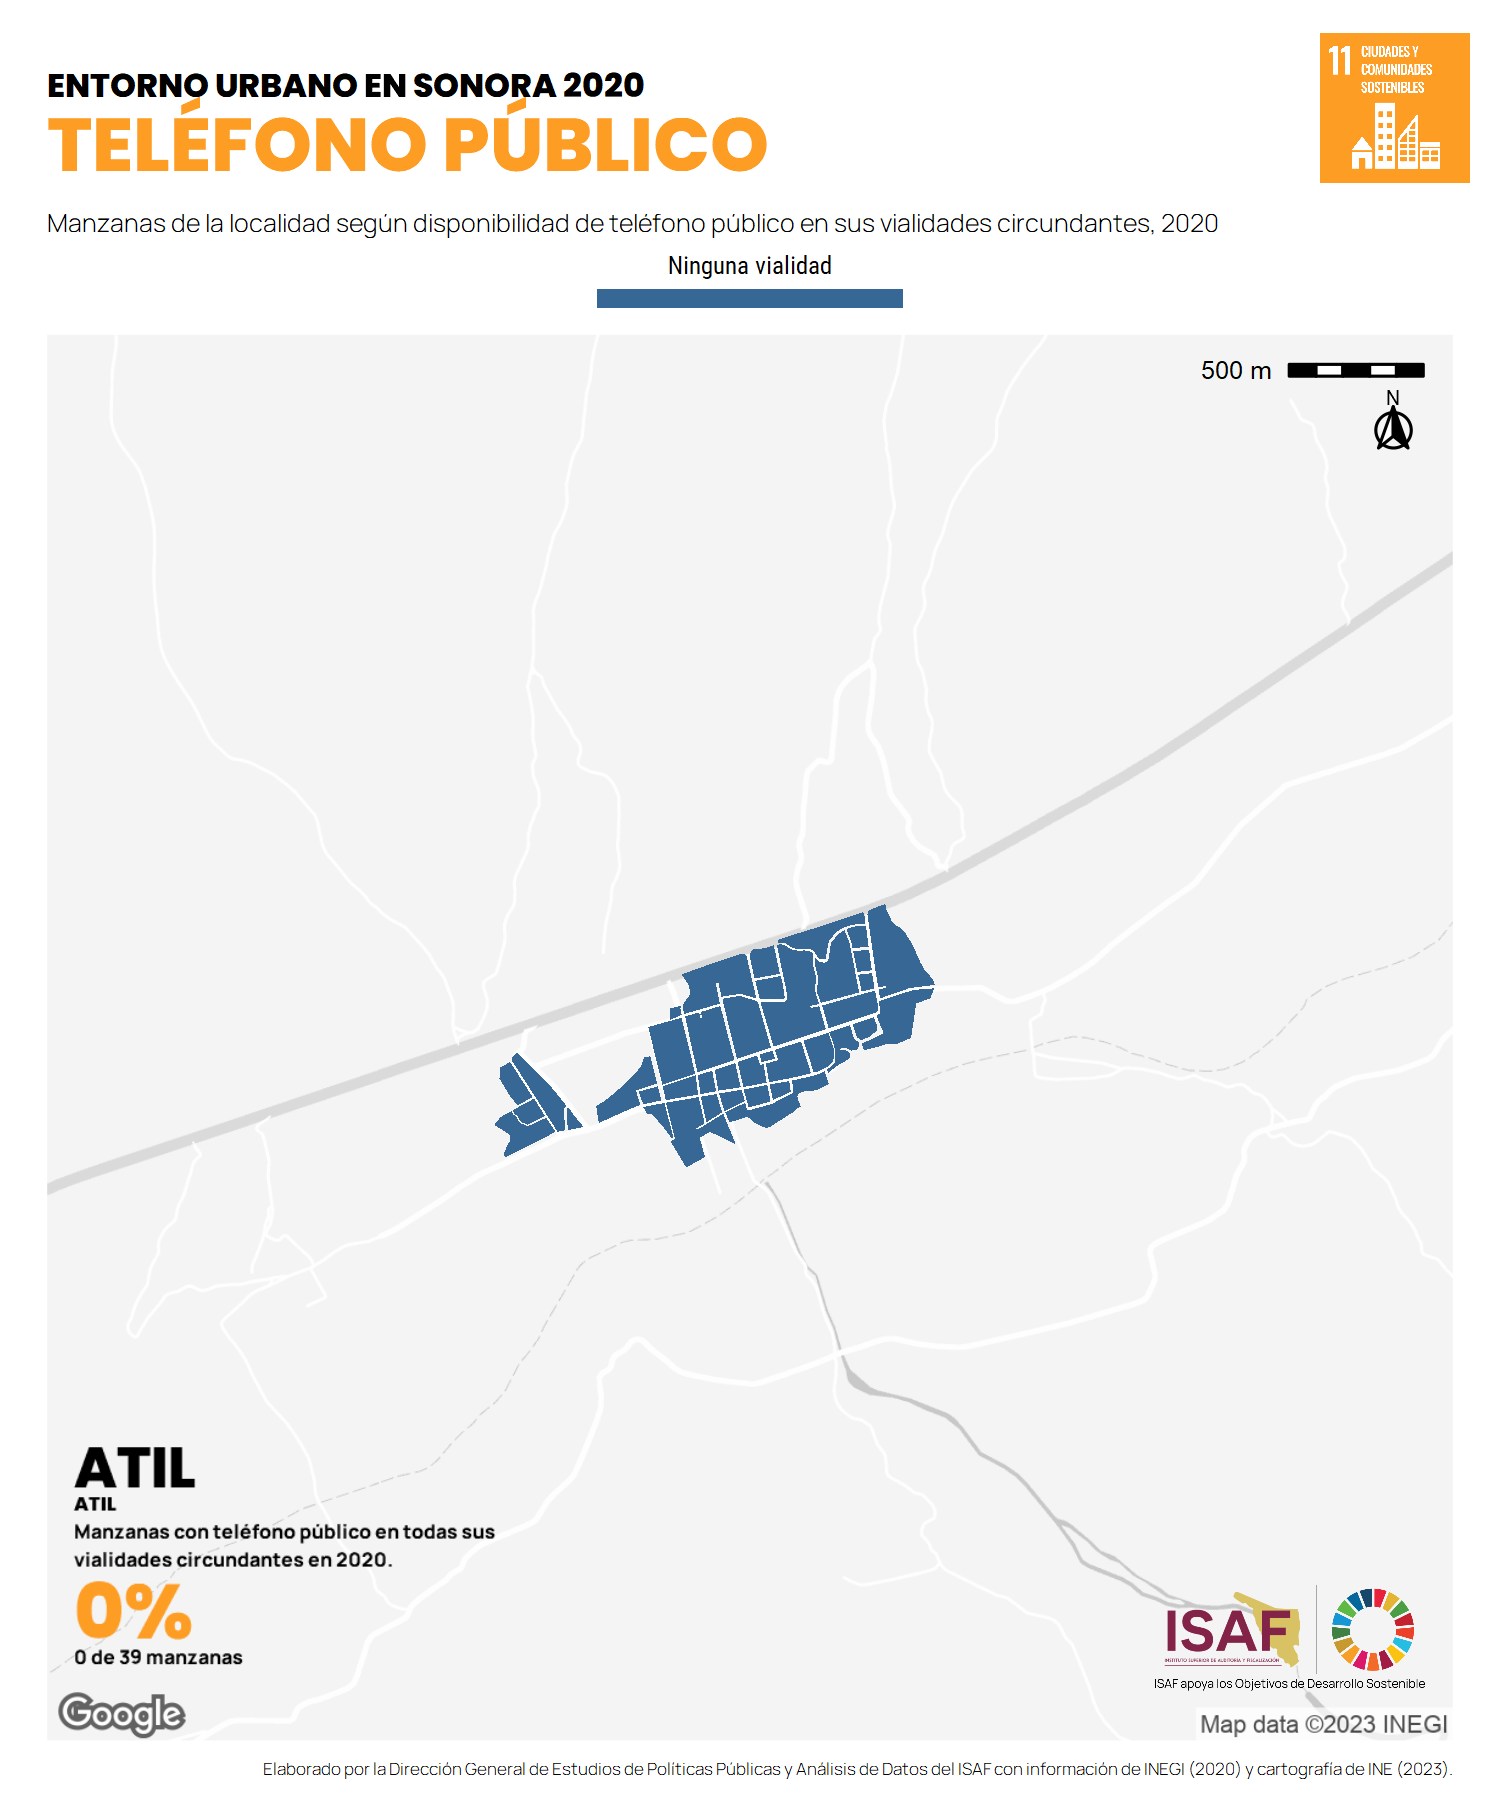 ENTORNO URBANO EN SONORA 2020
TELÉFONO PÚBLICO
11 CIUDADES Y
COMUNIDADES
SOSTENIBLES
Manzanas de la localidad según disponibilidad de teléfono público en sus vialidades circundantes, 2020
Ninguna vialidad
500 m
N
ATIL
ATIL
Manzanas con teléfono público en todas sus
vialidades circundantes en 2020.
0%
0 de 39 manzanas
Google
ISAF
INSTITUTO SUPERIOR DE AUDITORÍA Y FISCALIZACIÓN
ISAF apoya los Objetivos de Desarrollo Sostenible
Map data ©2023 INEGI
Elaborado por la Dirección General de Estudios de Políticas Públicas y Análisis de Datos del ISAF con información de INEGI (2020) y cartografía de INE (2023).